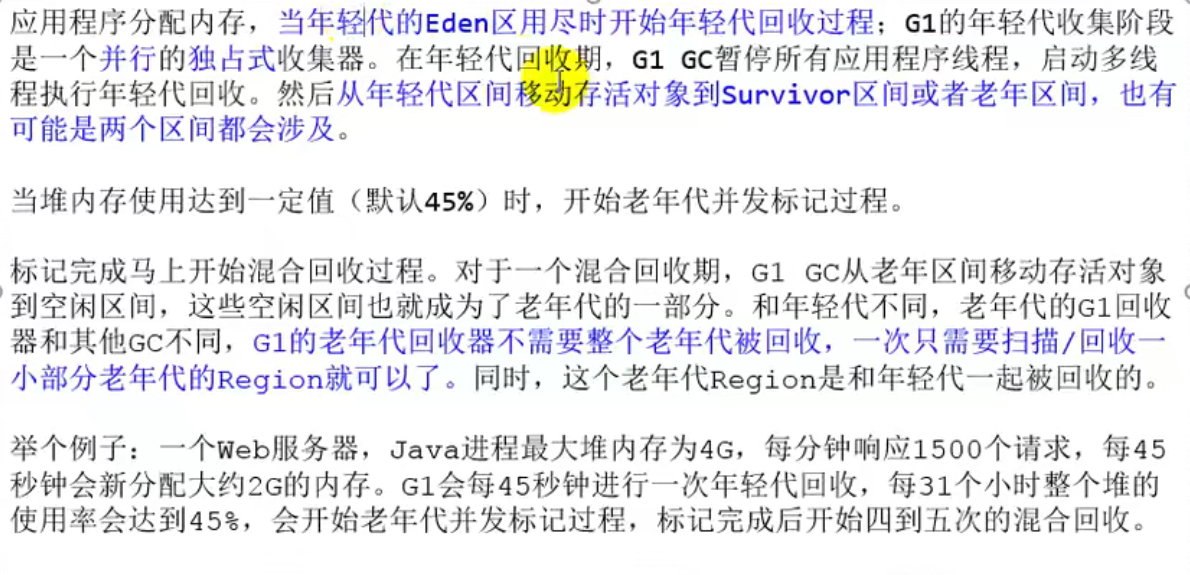 应用程序分配内存，当年轻代的Eden区用尽时开始年轻代回收过程；G1的年轻代收集阶段
是一个并行的独占式收集器。在年轻代回收期，G1 GC暂停所有应用程序线程，启动多线
程执行年轻代回收。然后从年轻代区间移动存活对象到Survivor区间或者老年区间，也有
可能是两个区间都会涉及。
当堆内存使用达到一定值（默认45%）时，开始老年代并发标记过程。
标记完成马上开始混合回收过程。对于一个混合回收期，G1 GC从老年区间移动存活对象
到空闲区间，这些空闲区间也就成为了老年代的一部分。和年轻代不同，老年代的G1回收
器和其他GC不同，G1的老年代回收器不需要整个老年代被回收，一次只需要扫描/回收一
小部分老年代的Region就可以了。同时，这个老年代Region是和年轻代一起被回收的。
举个例子：一个Web服务器，Java进程最大堆内存为4G，每分钟响应1500个请求，每45
秒钟会新分配大约2G的内存。G1会每45秒钟进行一次年轻代回收，每31个小时整个堆的
使用率会达到45%，会开始老年代并发标记过程，标记完成后开始四到五次的混合回收。